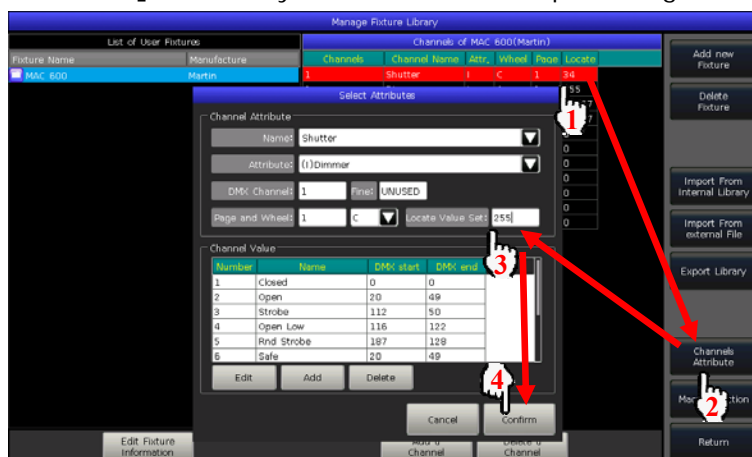 Manage Fixture Library
List of User Fixtures
Channels of MAC 600(Martin)
Fixture Name Manufacture
Channels Channel Name Attr. Wheel Page Locate
MAC 600 Martin
1 Shutter I C 1 34
Add new
Fixture
Delete
Fixture
Import From
Internal Library
Import From
external File
Export Library
Channels
Attribute
Return
Select Attributes
Channel Attribute
Name: Shutter
Attribute: (I)Dimmer
DMX Channel: 1 Fine: UNUSED
Page and Wheel: 1 C Locate Value Set: 255
Channel Value
Number Name DMX start DMX end
1 Closed 0 0
2 Open 20 49
3 Strobe 112 50
4 Open Low 116 122
5 Rnd Strobe 187 128
6 Safe 20 49
Edit Add Delete
Cancel Confirm
0
0
0
0
0
0
1
2
3
4
Edit Fixture
Information
Channel
Channel